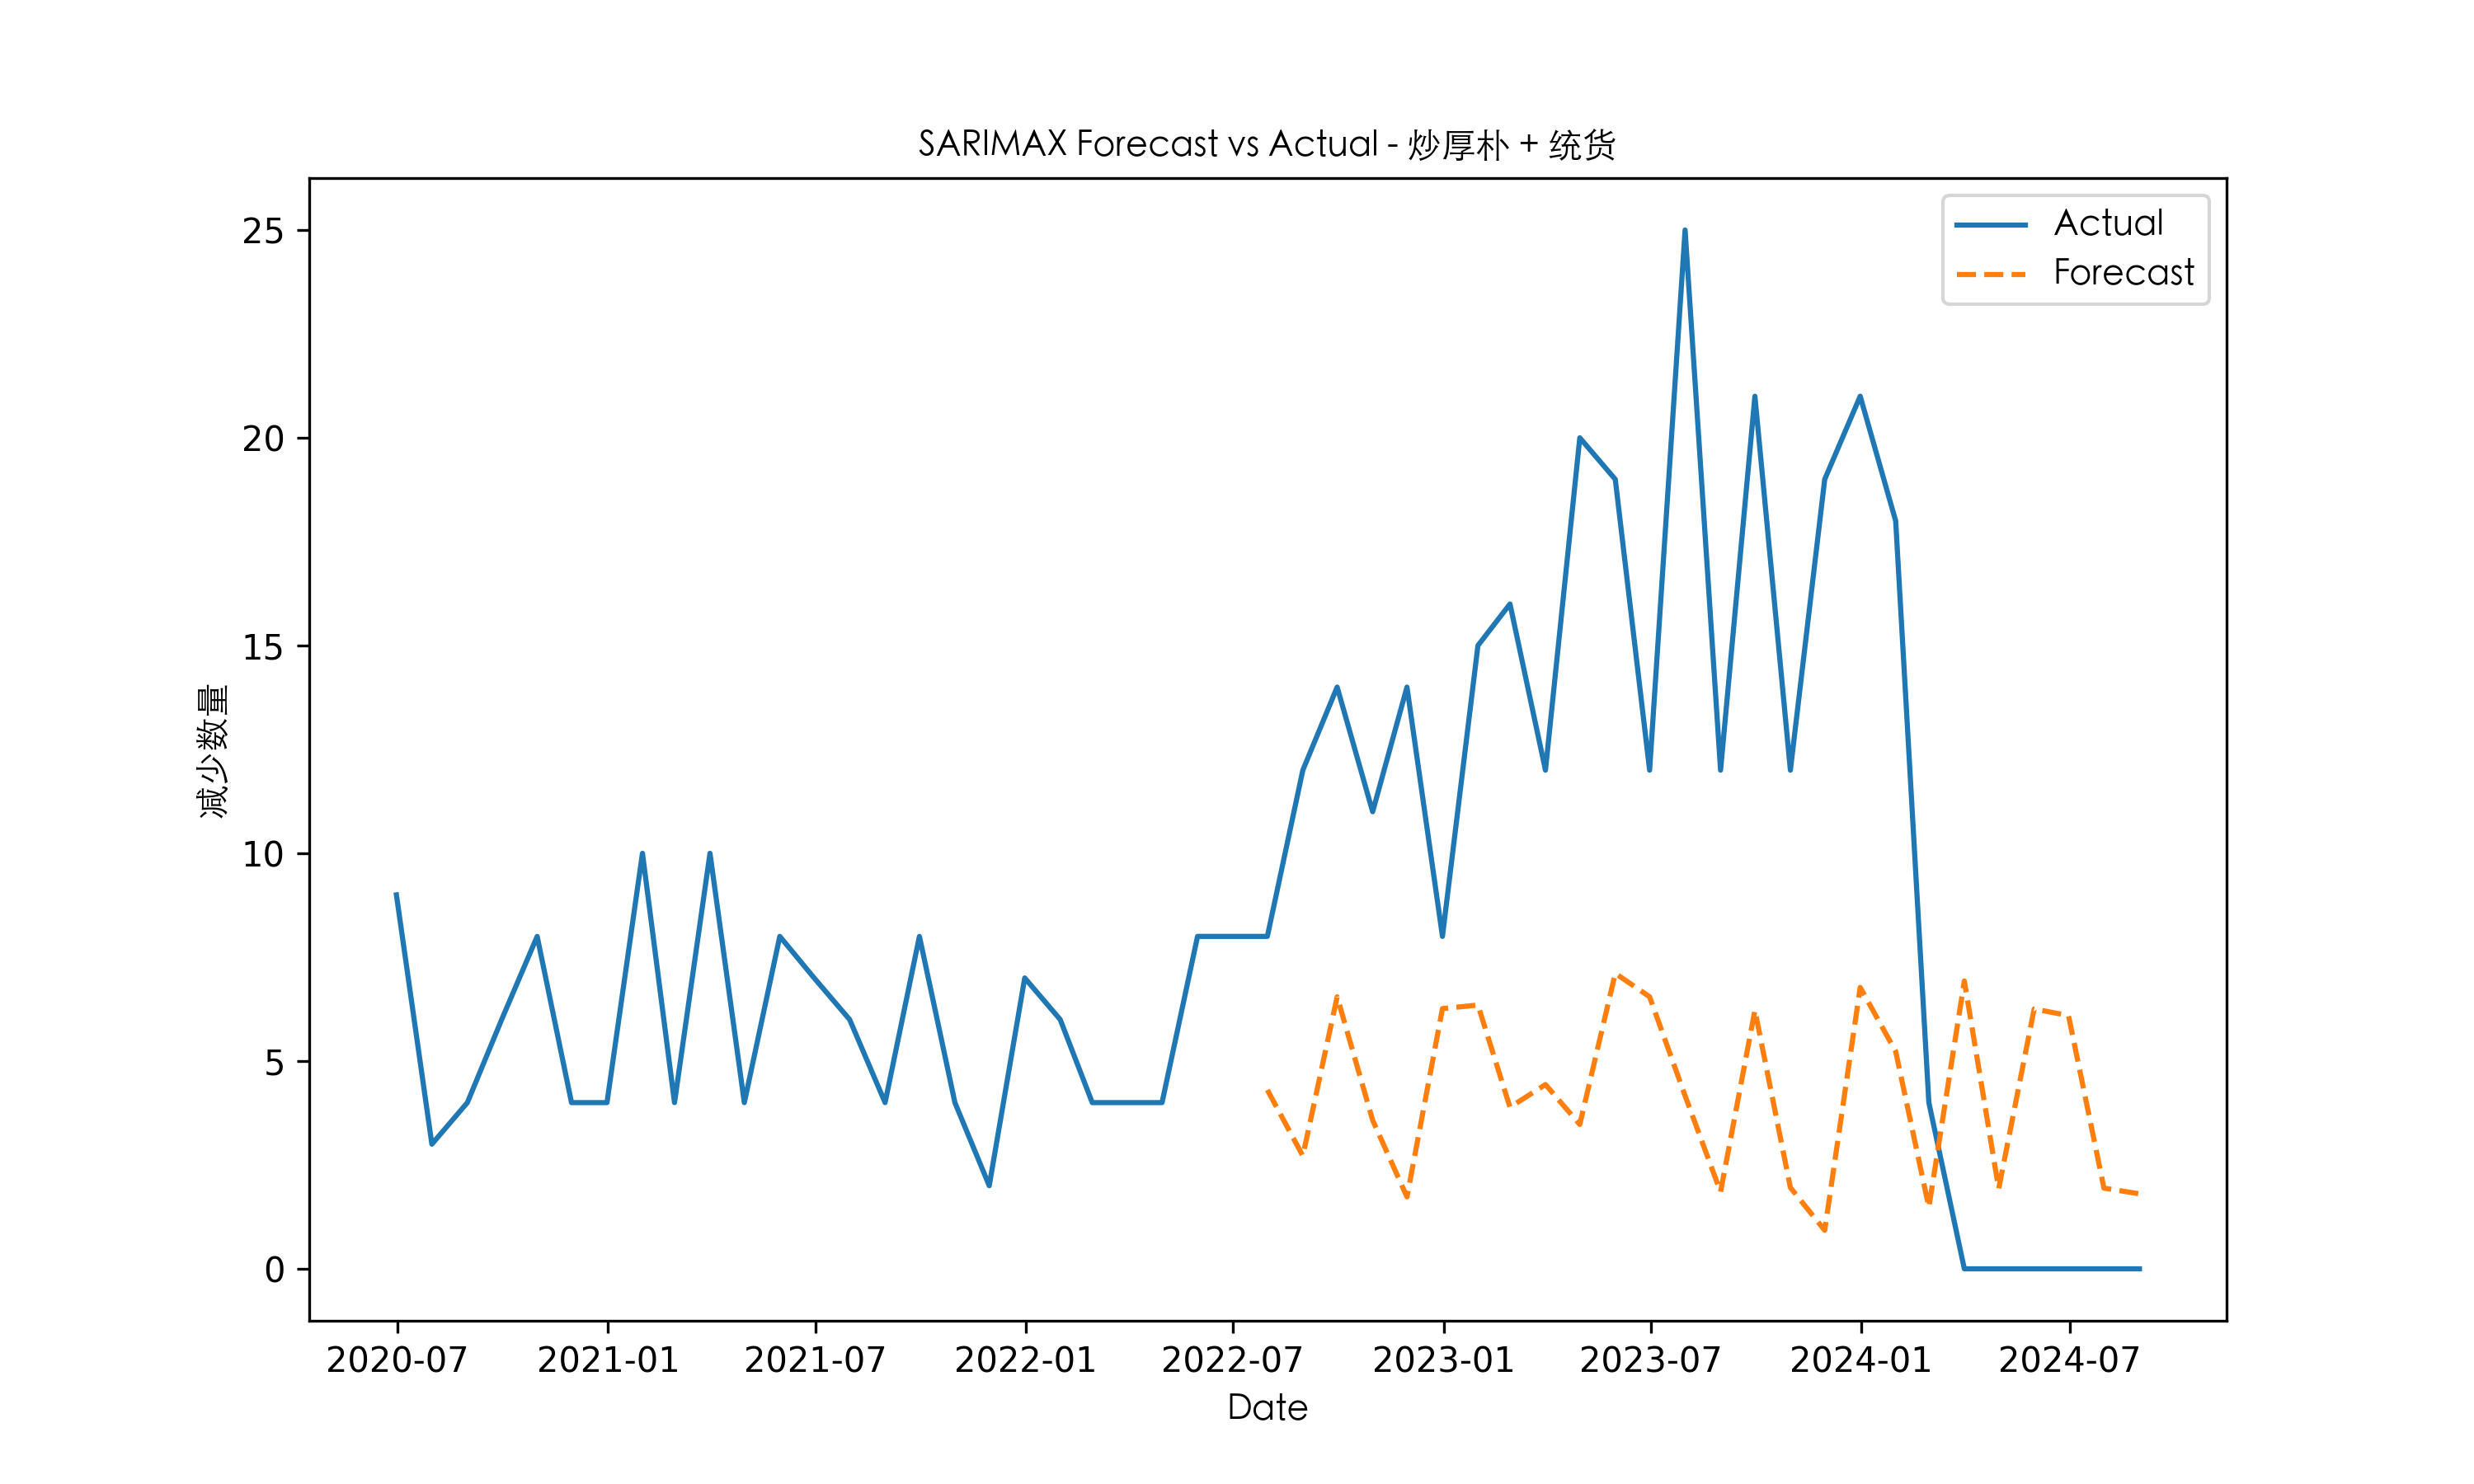 SARIMAX Forecast vs Actual - 炒厚朴 + 统货
Actual
Forecast
减少数量
25
20
15
10
5
0
2020-07 2021-01 2021-07 2022-01 2022-07 2023-01 2023-07 2024-01 2024-07
Date